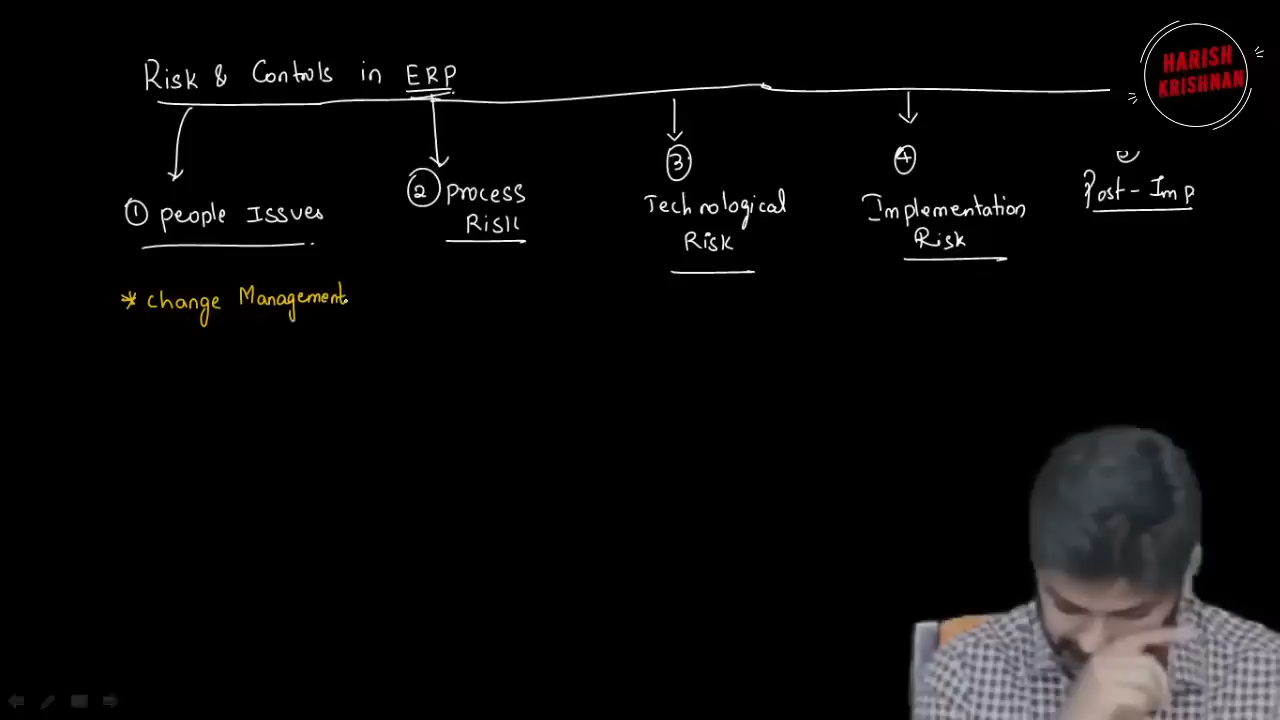 Risk & Controls in ERP
HARISH
KRISHNAN
① People Issues
② Process
Risk
③
Technological
Risk
④
Implementation
Risk
Post-Imp
* Change Management